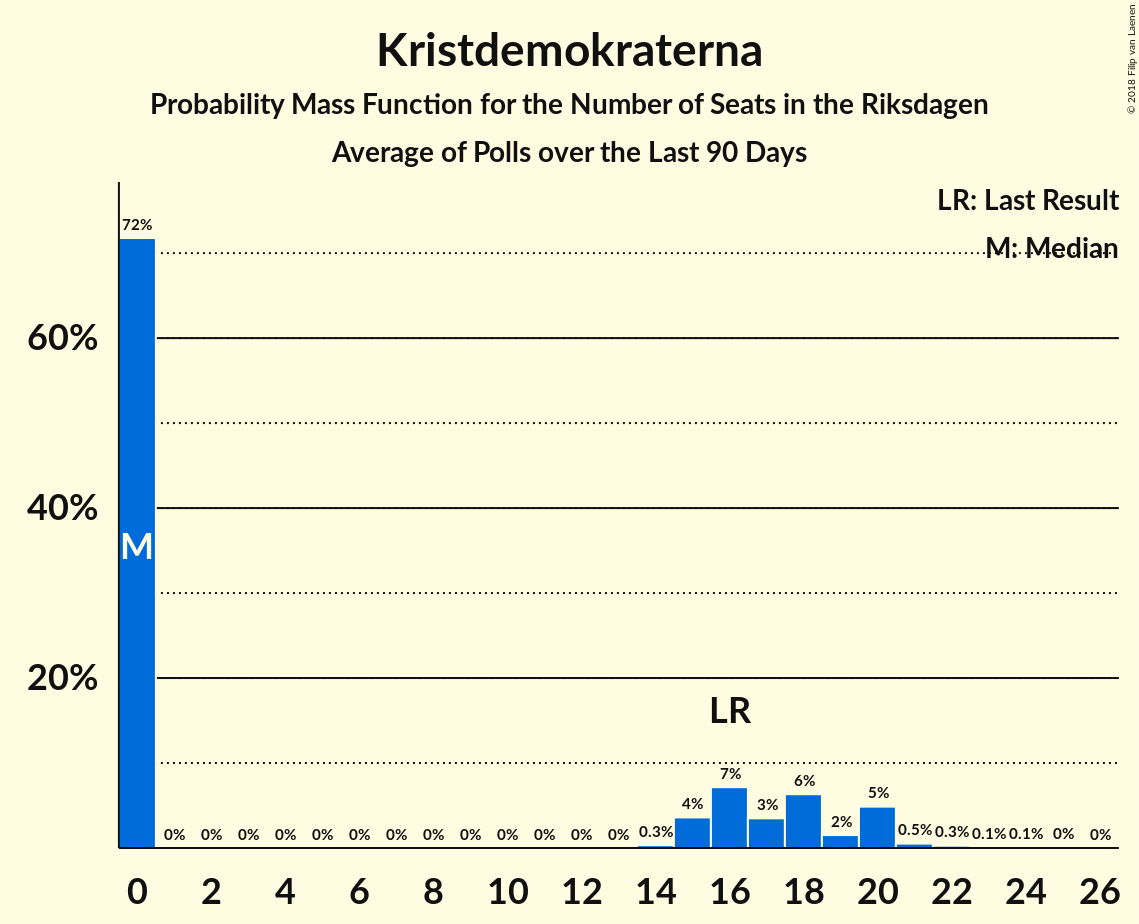 Kristdemokraterna
Probability Mass Function for the Number of Seats in the Riksdagen
Average of Polls over the Last 90 Days
© 2018 Filip van Laenen
LR: Last Result
M: Median
72%
60%
40%
M
20%
LR
0% 0% 0% 0% 0% 0% 0% 0% 0% 0% 0% 0% 0% 0.3% 4% 7% 3% 6% 2% 5% 0.5% 0.3% 0.1% 0.1% 0% 0%
0 2 4 6 8 10 12 14 16 18 20 22 24 26